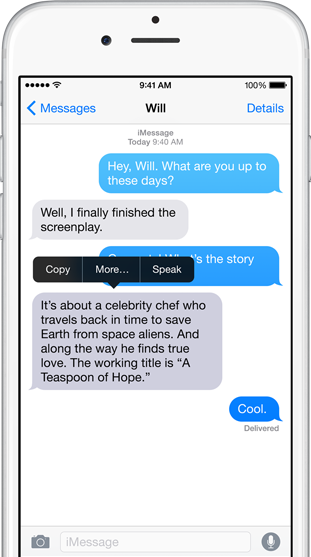 9:41 AM
100%
Messages
Will
Details
iMessage
Today 9:40 AM
Hey, Will. What are you up to
these days?
Well, I finally finished the
screenplay.
What's the story
Copy
More...
Speak
It's about a celebrity chef who
travels back in time to save
Earth from space aliens. And
along the way he finds true
love. The working title is “A
Teaspoon of Hope.”
Cool.
Delivered
iMessage